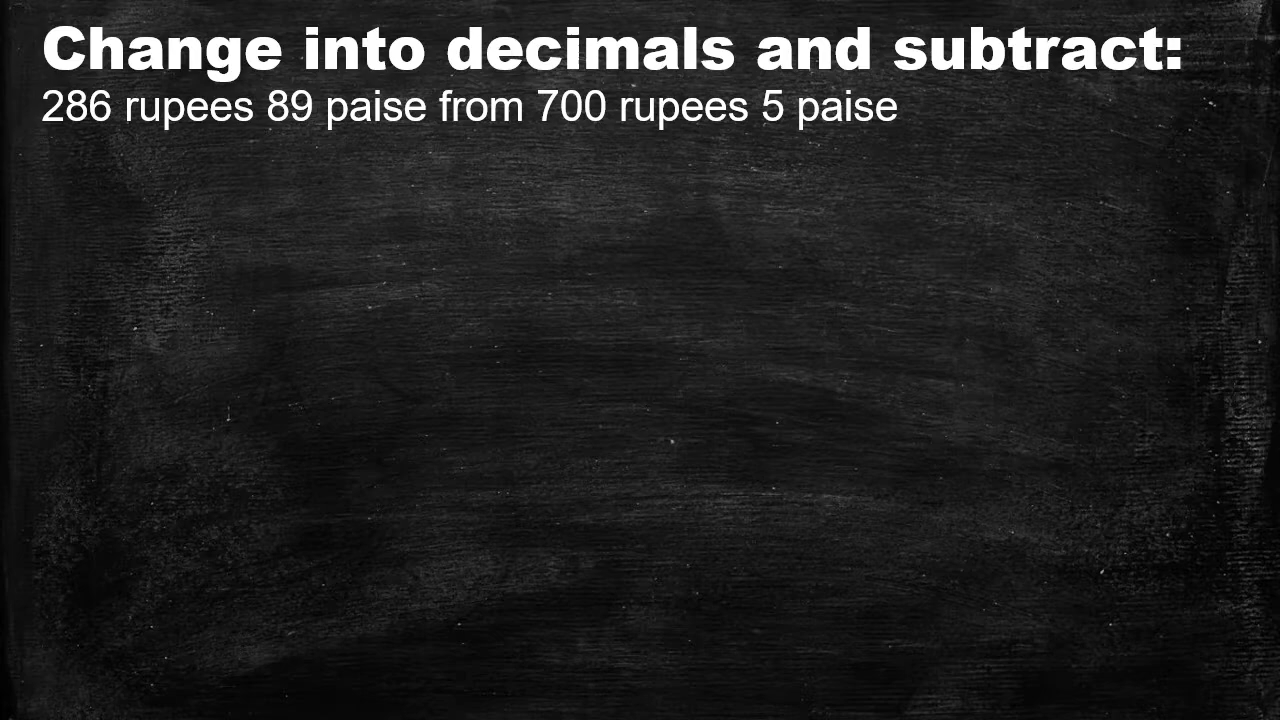 Change into decimals and subtract:
286 rupees 89 paise from 700 rupees 5 paise